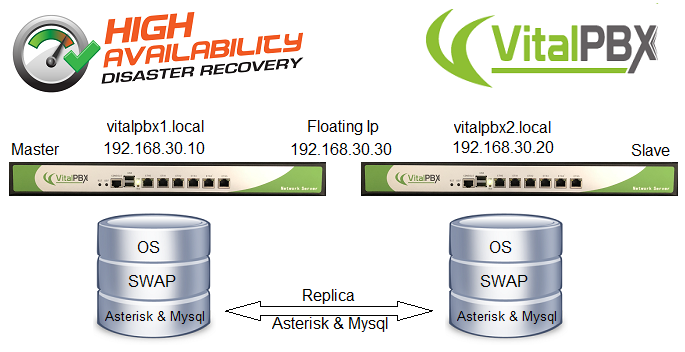 HIGH
AVAILABILITY
DISASTER RECOVERY
VitalPBX
vitalpbx1.local
Floating Ip
vitalpbx2.local
Master
192.168.30.10
192.168.30.30
192.168.30.20
Slave
VitalPBX
Network Server
VitalPBX
Network Server
OS
SWAP
Asterisk & Mysql
OS
SWAP
Asterisk & Mysql
Replica
Asterisk & Mysql